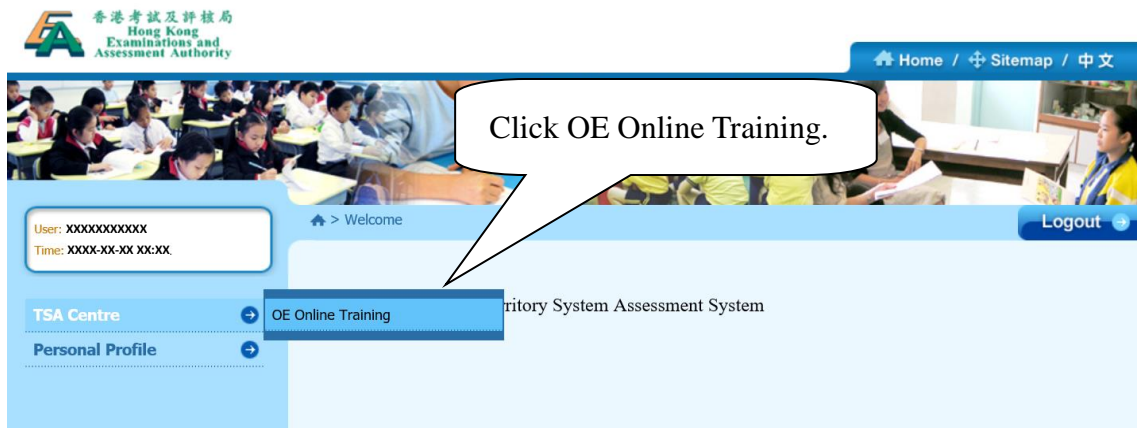 香港考試及評核局
Hong Kong
Examinations and
Assessment Authority
Home / Sitemap / 中文
Click OE Online Training.
> Welcome
Logout
User: XXXXXXXXXXX
Time: XXXX-XX-XX XX:XX.
TSA Centre
OE Online Training
System Assessment System
Personal Profile